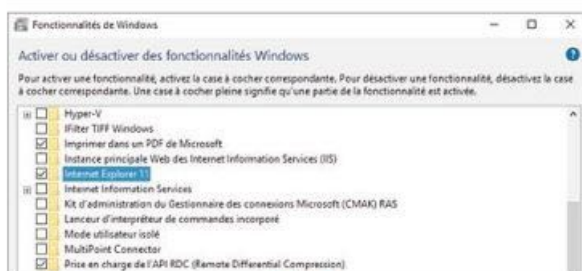 Fonctionnalités de Windows
Activer ou désactiver des fonctionnalités Windows
Pour activer une fonctionnalité, activez la case à cocher correspondante. Pour désactiver une fonctionnalité, désactivez la case
à cocher correspondante. Une case à cocher pleine signifie qu'une partie de la fonctionnalité est activée.
Hyper-V
IFilter TIFF Windows
Imprimer dans un PDF de Microsoft
Instance principale Web des Internet Information Services (IIS)
Internet Explorer 11
Internet Information Services
Kit d'administration du Gestionnaire des connexions Microsoft (CMAK) RAS
Lanceur d'interpréteur de commandes incorporé
Mode utilisateur isolé
MultiPoint Connector
Prise en charge de l'API RDC (Remote Differential Compression)